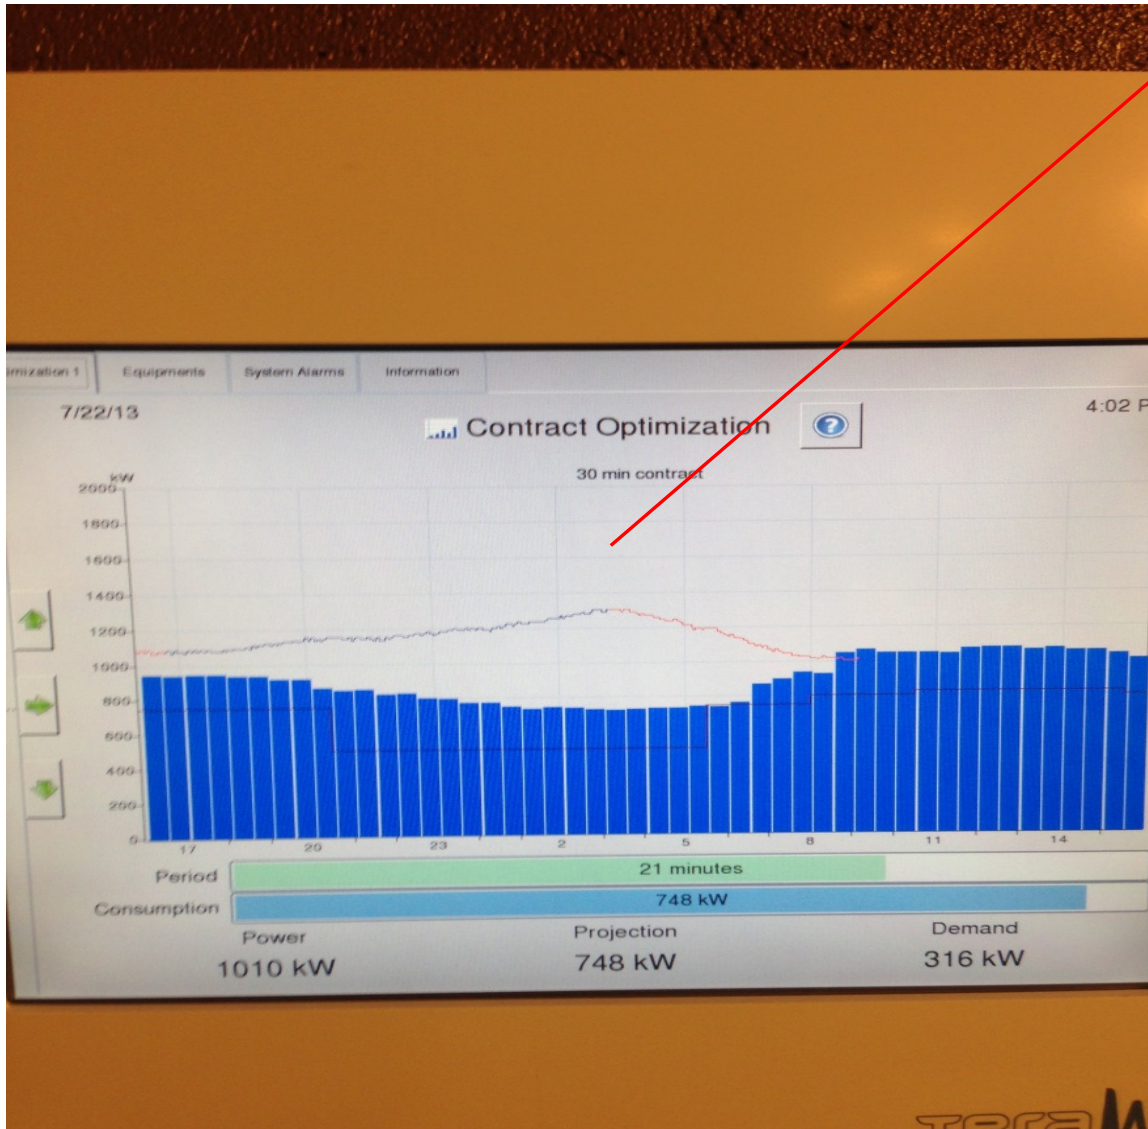 Equipments System Alarms Information
7/22/13 Contract Optimization ? 4:02
30 min contract
kW
2000
1800
1600
1400
1200
1000
800
600
400
200
0
17 20 23 2 5 8 11 14
Period 21 minutes
Consumption 748 kW
Power Projection Demand
1010 kW 748 kW 316 kW
Tera